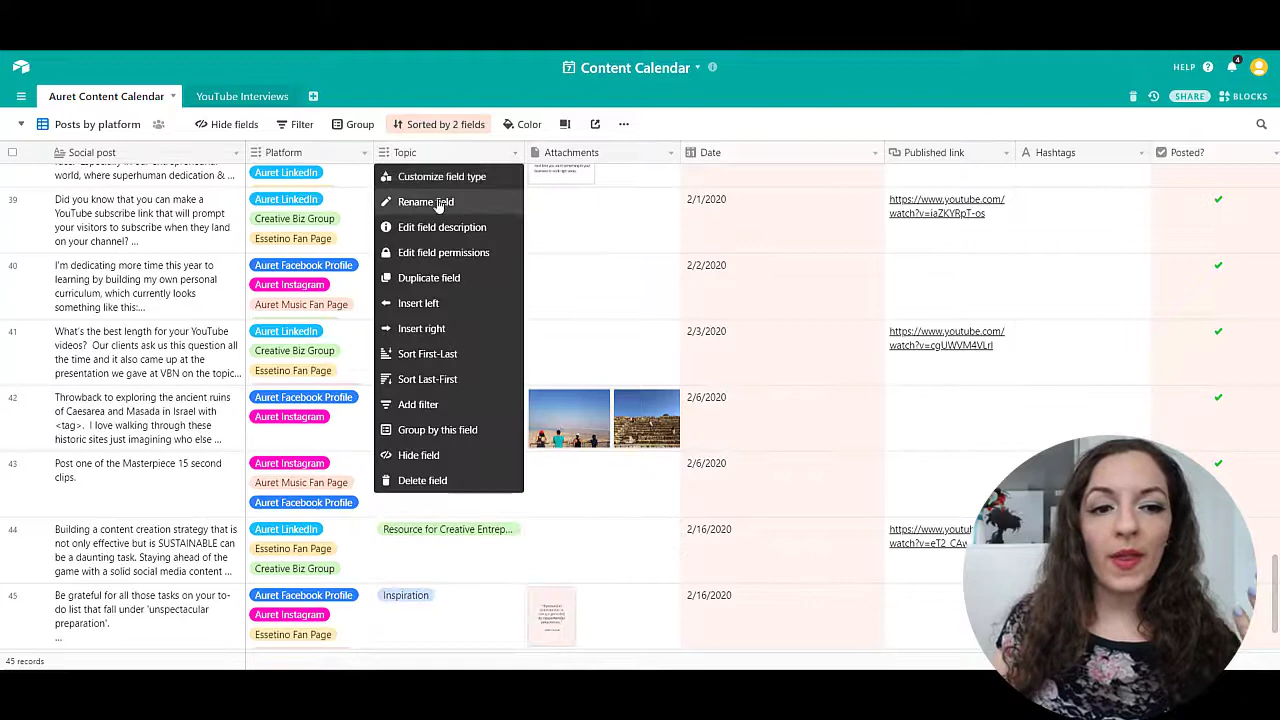 Content Calendar
HELP
4
Auret Content Calendar
YouTube Interviews
SHARE
BLOCKS
Posts by platform
Hide fields
Filter
Group
Sorted by 2 fields
Color
Social post
Platform
Topic
Attachments
Date
Published link
Hashtags
Posted?
world, where superhuman dedication & ...
Auret LinkedIn
39
Did you know that you can make a
YouTube subscribe link that will prompt
your visitors to subscribe when they
land on your channel? ...
Auret LinkedIn
Creative Biz Group
Essetino Fan Page
2/1/2020
https://www.youtube.com/
watch?v=iaZKYRpT-os
40
I'm dedicating more time this year to
learning by building my own personal
curriculum, which currently looks
something like this:...
Auret Facebook Profile
Auret Instagram
Auret Music Fan Page
2/2/2020
41
What's the best length for your YouTube
videos? Our clients ask us this question
all the time and it also came up at the
presentation we gave at VBN on the topic...
Auret LinkedIn
Creative Biz Group
Essetino Fan Page
2/3/2020
https://www.youtube.com/
watch?v=cgUWVM4VLrI
42
Throwback to exploring the ancient ruins
of Caesarea and Masada in Israel with
<tag>. I love walking through these
historic sites just imagining who else ...
Auret Facebook Profile
Auret Instagram
2/6/2020
43
Post one of the Masterpiece 15 second
clips.
Auret Instagram
Auret Music Fan Page
Auret Facebook Profile
2/6/2020
44
Building a content creation strategy that is
not only effective but is SUSTAINABLE can
be a daunting task. Staying ahead of the
game with a solid social media content ...
Auret LinkedIn
Essetino Fan Page
Creative Biz Group
Resource for Creative Entrep...
2/16/2020
https://www.youtub
watch?v=eT2_CAw
45
Be grateful for all those tasks on your to-
do list that fall under 'unspectacular
preparation'.
...
Auret Facebook Profile
Auret Instagram
Essetino Fan Page
Inspiration
2/16/2020
Customize field type
Rename field
Edit field description
Edit field permissions
Duplicate field
Insert left
Insert right
Sort First-Last
Sort Last-First
Add filter
Group by this field
Hide field
Delete field
45 records